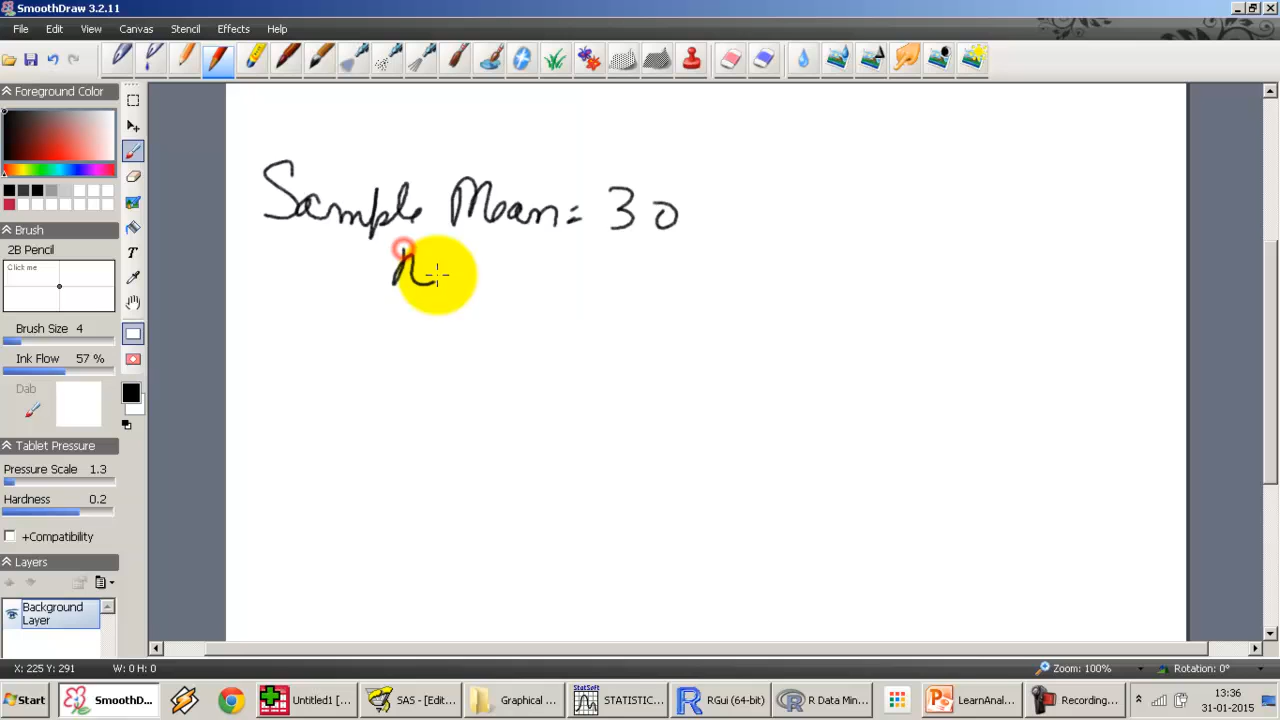 SmoothDraw 3.2.11
File Edit View Canvas Stencil Effects Help
Foreground Color
Sample Mean = 30
n
Brush
2B Pencil
Click me
Brush Size 4
Ink Flow 57 %
Dab
Tablet Pressure
Pressure Scale 1.3
Hardness 0.2
+Compatibility
Layers
Background
Layer
X: 225 Y: 291 W: 0 H: 0 Zoom: 100% Rotation: 0°
Start SmoothD... Untitled1 [... SAS - [Edit... Graphical ... STATISTIC... RGui (64-bit) R Data Min... LearnAnal... Recording... 13:36
31-01-2015